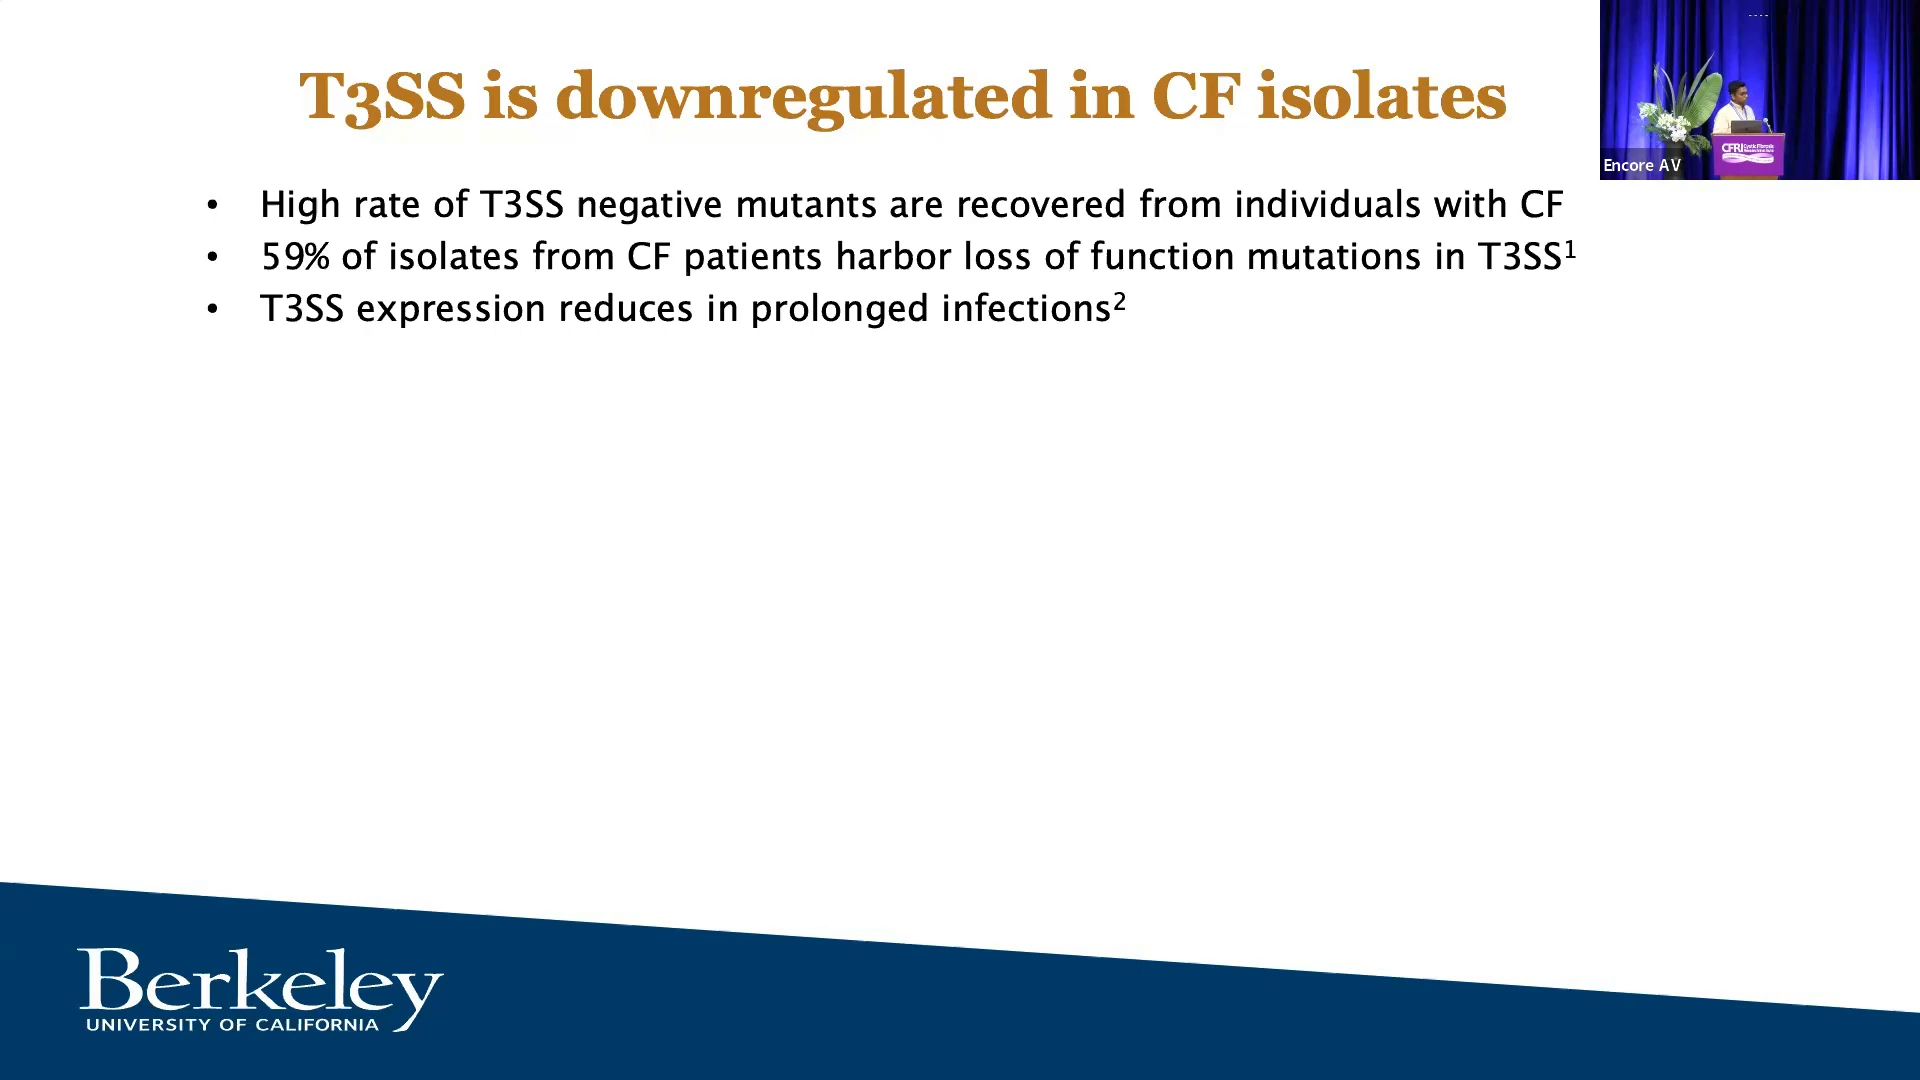 T3SS is downregulated in CF isolates
• High rate of T3SS negative mutants are recovered from individuals with CF
• 59% of isolates from CF patients harbor loss of function mutations in T3SS¹
• T3SS expression reduces in prolonged infections²
Encore AV
CFRI Cystic Fibrosis
Berkeley
UNIVERSITY OF CALIFORNIA